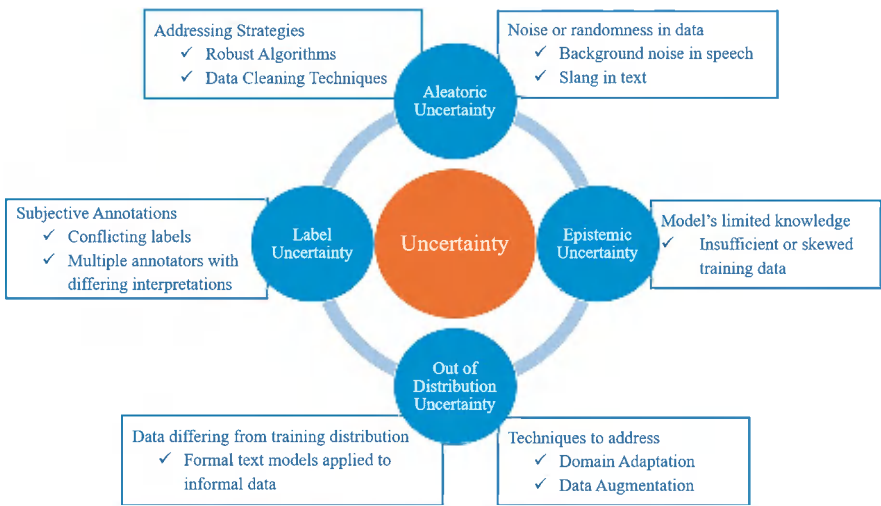 Addressing Strategies
✓ Robust Algorithms
✓ Data Cleaning Techniques
Noise or randomness in data
✓ Background noise in speech
✓ Slang in text
Aleatoric
Uncertainty
Subjective Annotations
✓ Conflicting labels
✓ Multiple annotators with
differing interpretations
Label
Uncertainty
Uncertainty
Epistemic
Uncertainty
Model's limited knowledge
✓ Insufficient or skewed
training data
Out of
Distribution
Uncertainty
Data differing from training distribution
✓ Formal text models applied to
informal data
Techniques to address
✓ Domain Adaptation
✓ Data Augmentation